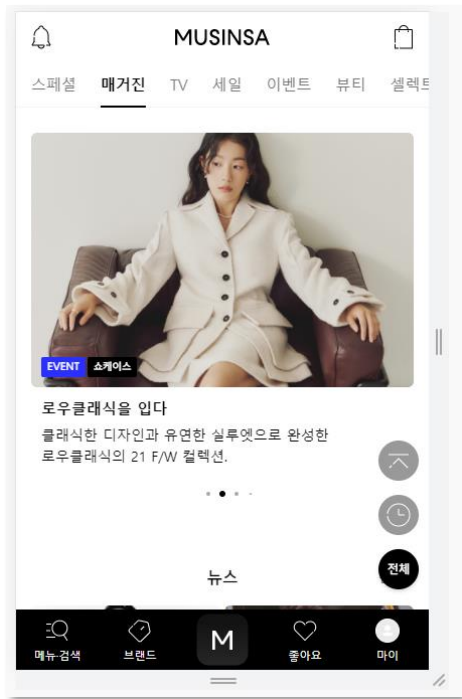 MUSINSA
스페셜 매거진 TV 세일 이벤트 뷰티 셀렉트
EVENT 쇼케이스
로우클래식을 입다
클래식한 디자인과 유연한 실루엣으로 완성한
로우클래식의 21 F/W 컬렉션.
전체
뉴스
메뉴·검색 브랜드 M 좋아요 마이